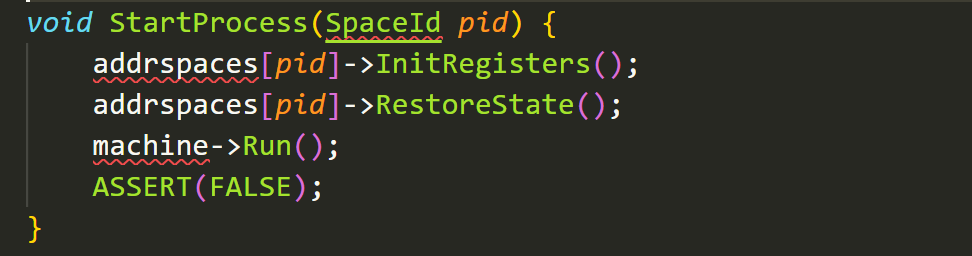 void StartProcess(SpaceId pid) {
    addrspaces[pid]->InitRegisters();
    addrspaces[pid]->RestoreState();
    machine->Run();
    ASSERT(FALSE);
}